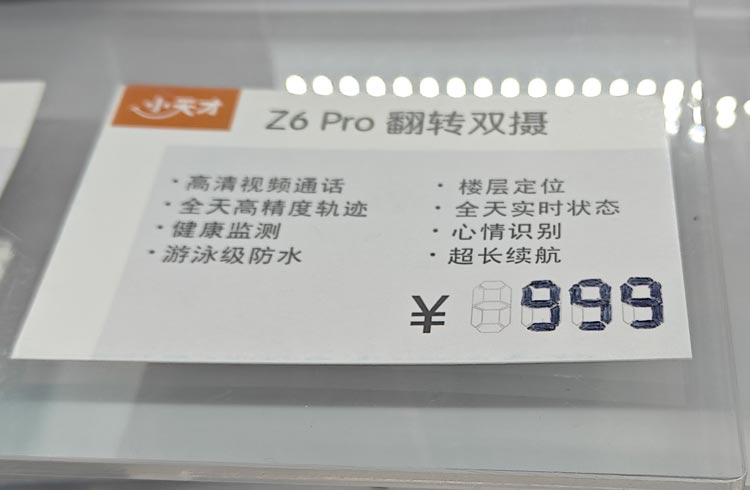 小天才
Z6 Pro 翻转双摄
· 高清视频通话
· 全天高精度轨迹
· 健康监测
· 游泳级防水
· 楼层定位
· 全天实时状态
· 心情识别
· 超长续航
¥ 999